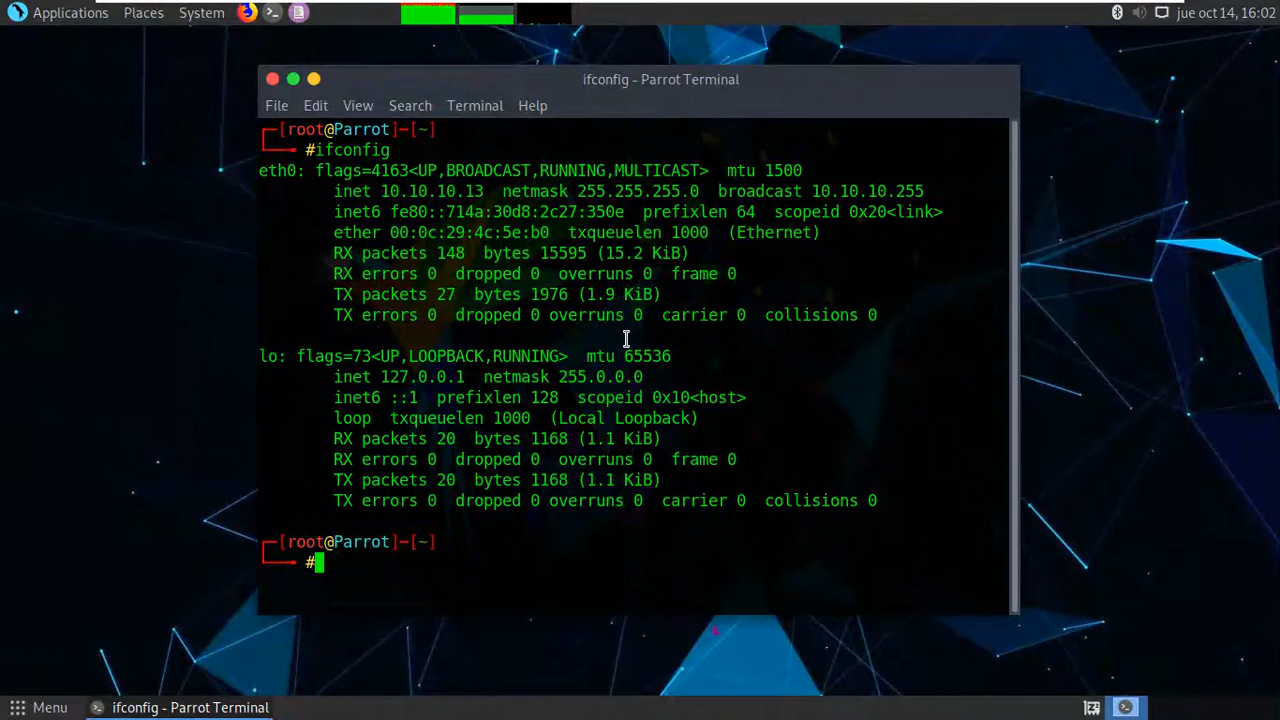 Applications Places System jue oct 14, 16:02
ifconfig - Parrot Terminal
File Edit View Search Terminal Help
┌─[root@Parrot]─[~]
└──╼ #ifconfig
eth0: flags=4163<UP,BROADCAST,RUNNING,MULTICAST>  mtu 1500
        inet 10.10.10.13  netmask 255.255.255.0  broadcast 10.10.10.255
        inet6 fe80::714a:30d8:2c27:350e  prefixlen 64  scopeid 0x20<link>
        ether 00:0c:29:4c:5e:b0  txqueuelen 1000  (Ethernet)
        RX packets 148  bytes 15595 (15.2 KiB)
        RX errors 0  dropped 0  overruns 0  frame 0
        TX packets 27  bytes 1976 (1.9 KiB)
        TX errors 0  dropped 0 overruns 0  carrier 0  collisions 0
lo: flags=73<UP,LOOPBACK,RUNNING>  mtu 65536
        inet 127.0.0.1  netmask 255.0.0.0
        inet6 ::1  prefixlen 128  scopeid 0x10<host>
        loop  txqueuelen 1000  (Local Loopback)
        RX packets 20  bytes 1168 (1.1 KiB)
        RX errors 0  dropped 0  overruns 0  frame 0
        TX packets 20  bytes 1168 (1.1 KiB)
        TX errors 0  dropped 0 overruns 0  carrier 0  collisions 0
┌─[root@Parrot]─[~]
└──╼ #
Menu ifconfig - Parrot Terminal